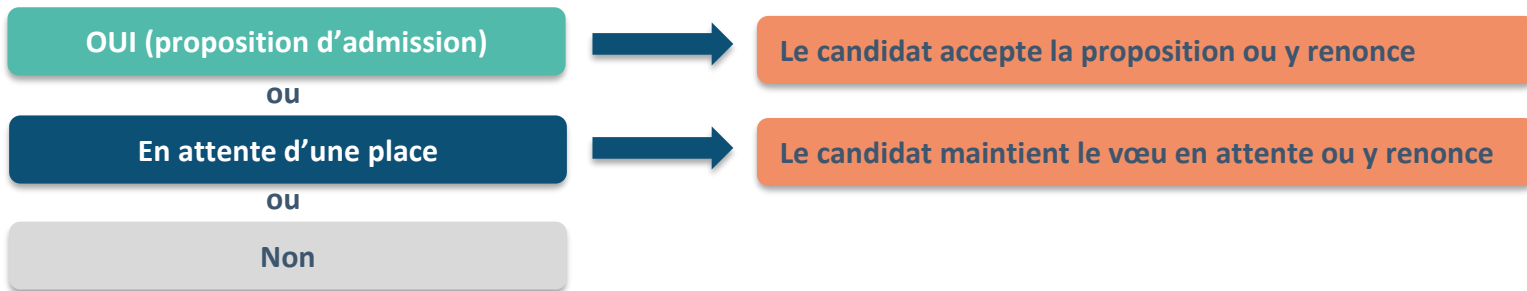 OUI (proposition d’admission)
Le candidat accepte la proposition ou y renonce
ou
En attente d’une place
Le candidat maintient le vœu en attente ou y renonce
ou
Non